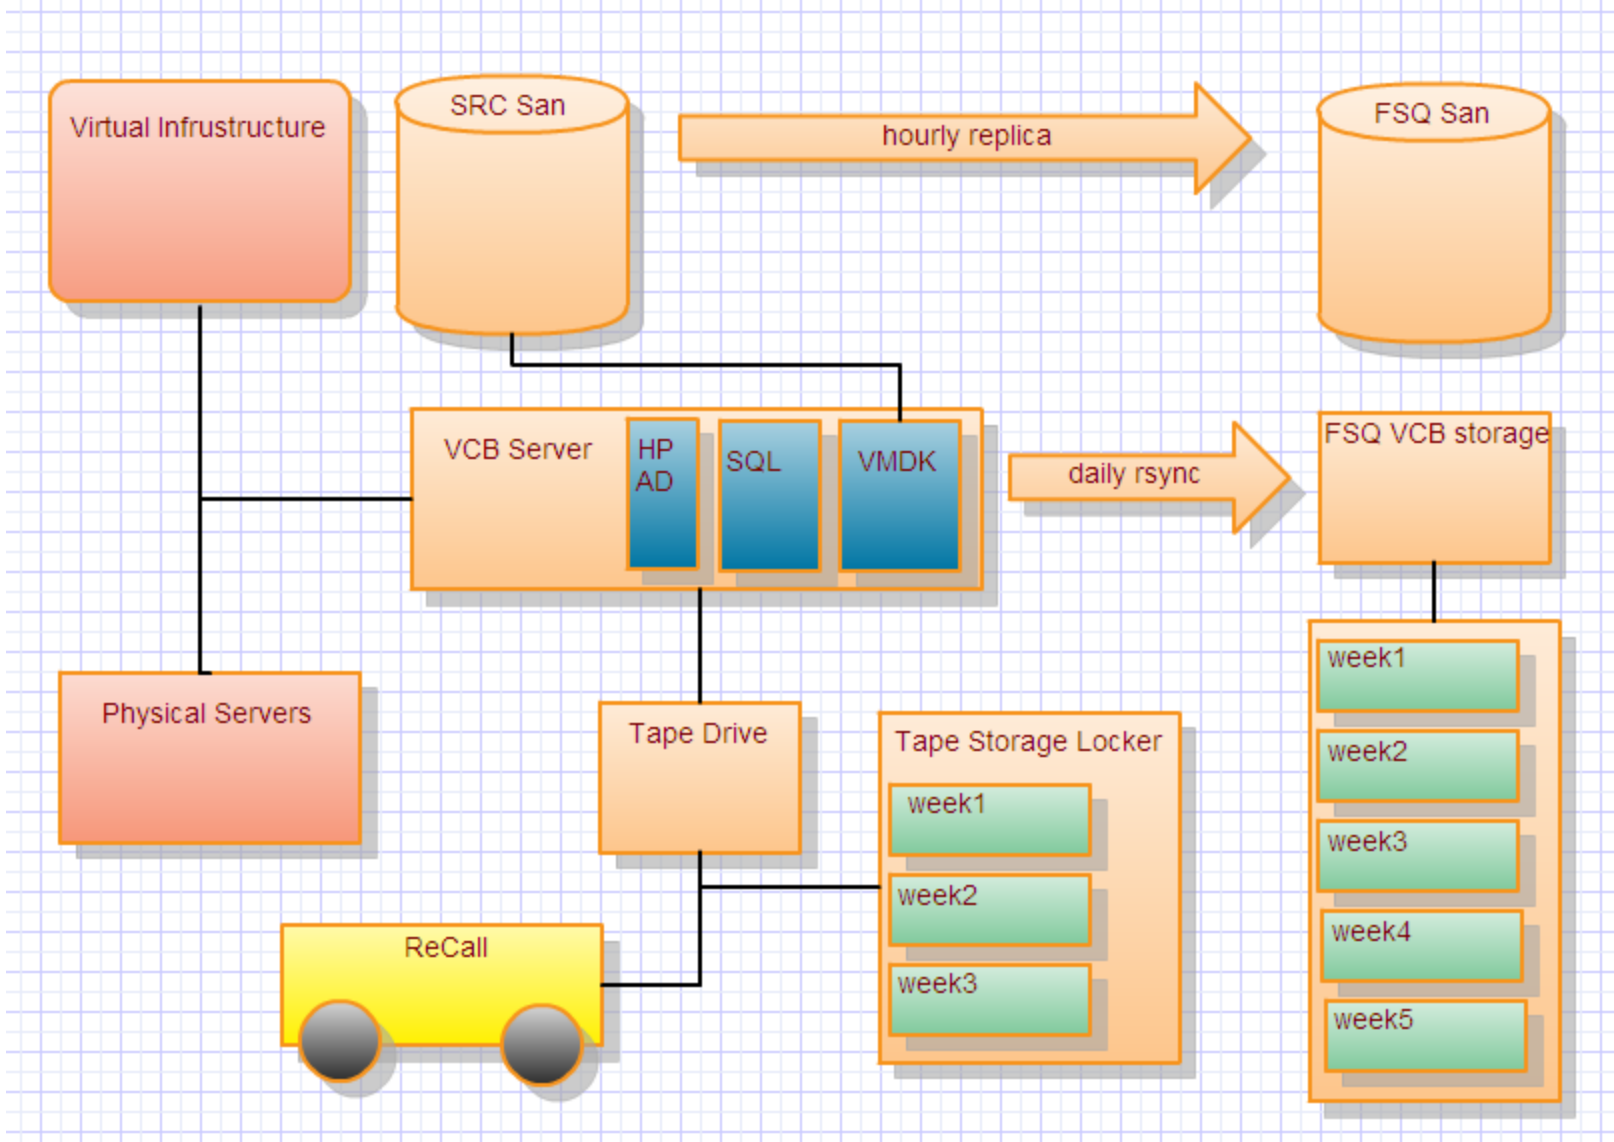 Virtual Infrustructure
SRC San
hourly replica
FSQ San
VCB Server
HP
AD
SQL
VMDK
daily rsync
FSQ VCB storage
Physical Servers
Tape Drive
Tape Storage Locker
week1
week2
week3
ReCall
week1
week2
week3
week4
week5